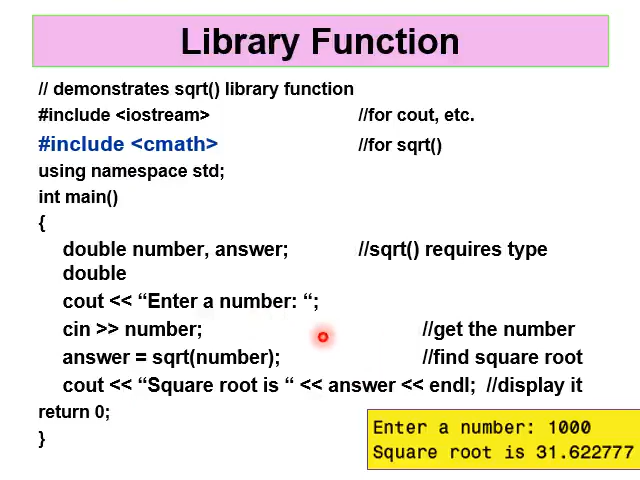 Library Function
// demonstrates sqrt() library function
#include <iostream> //for cout, etc.
#include <cmath> //for sqrt()
using namespace std;
int main()
{
double number, answer; //sqrt() requires type
double
cout << “Enter a number: “;
cin >> number; //get the number
answer = sqrt(number); //find square root
cout << “Square root is “ << answer << endl; //display it
return 0;
}
Enter a number: 1000
Square root is 31.622777